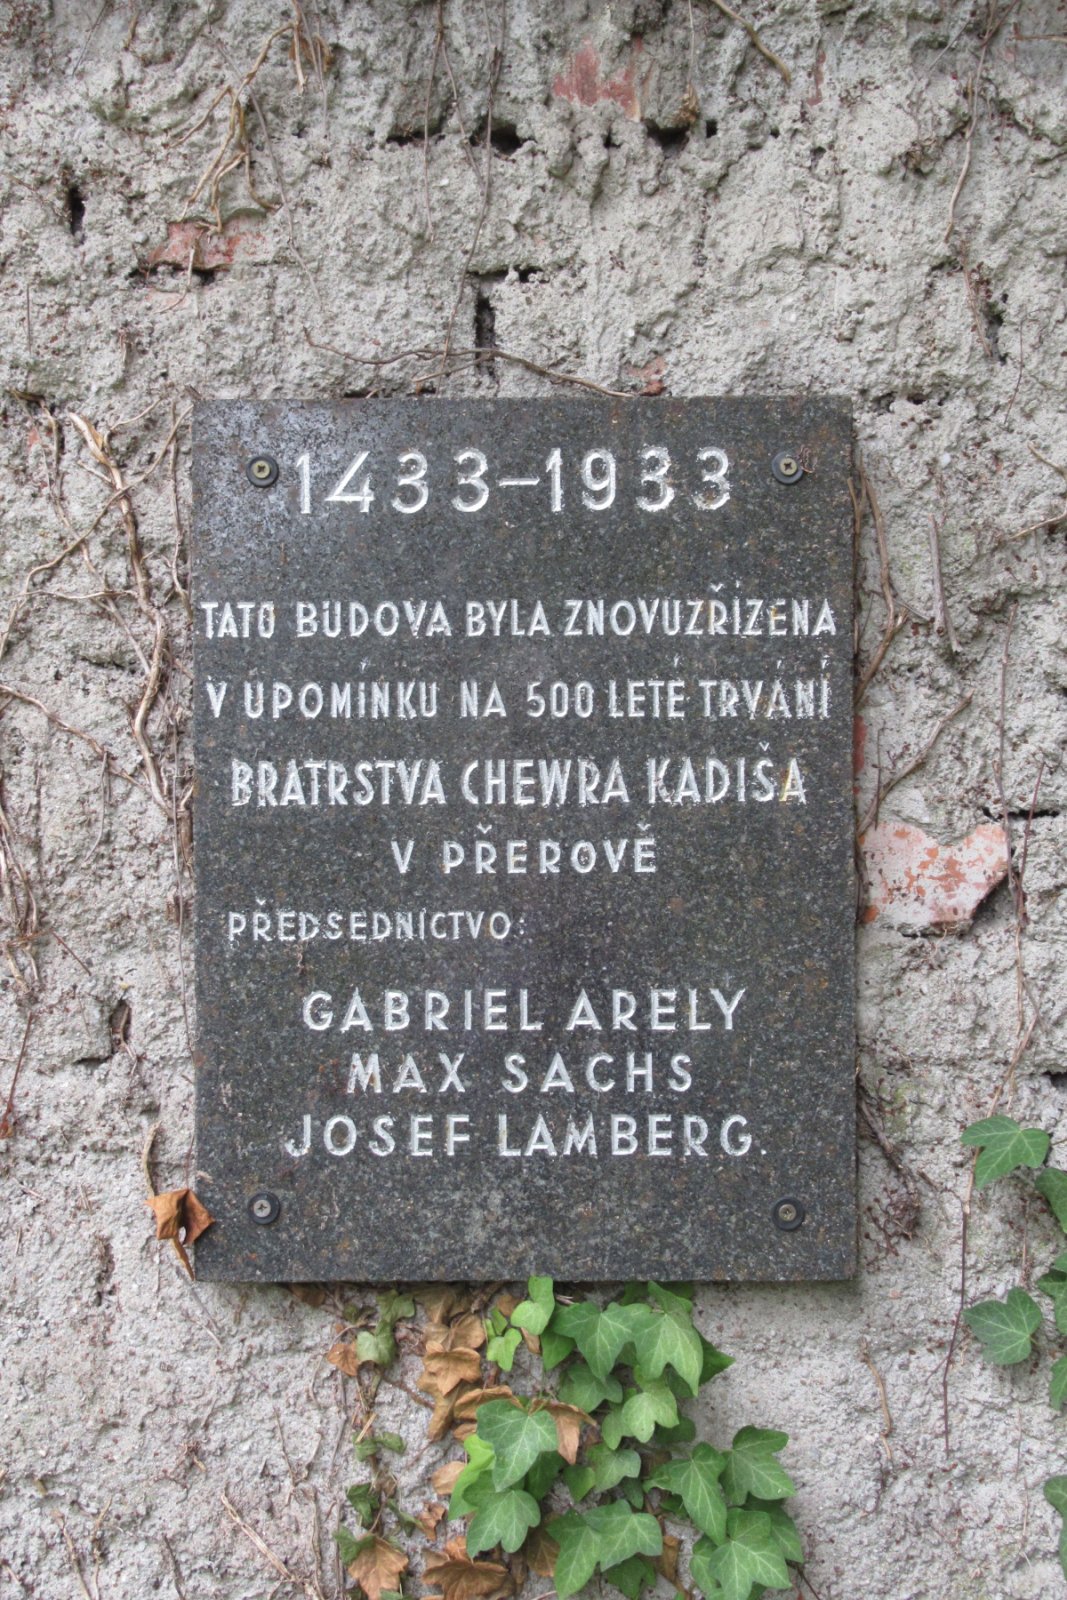 1433–1933
TATO BUDOVA BYLA ZNOVUZŘÍZENA
V UPOMÍNKU NA 500 LETÉ TRVÁNÍ
BRATRSTVA CHEWRA KADIŠA
V PŘEROVĚ
PŘEDSEDNICTVO:
GABRIEL ARELY
MAX SACHS
JOSEF LAMBERG.